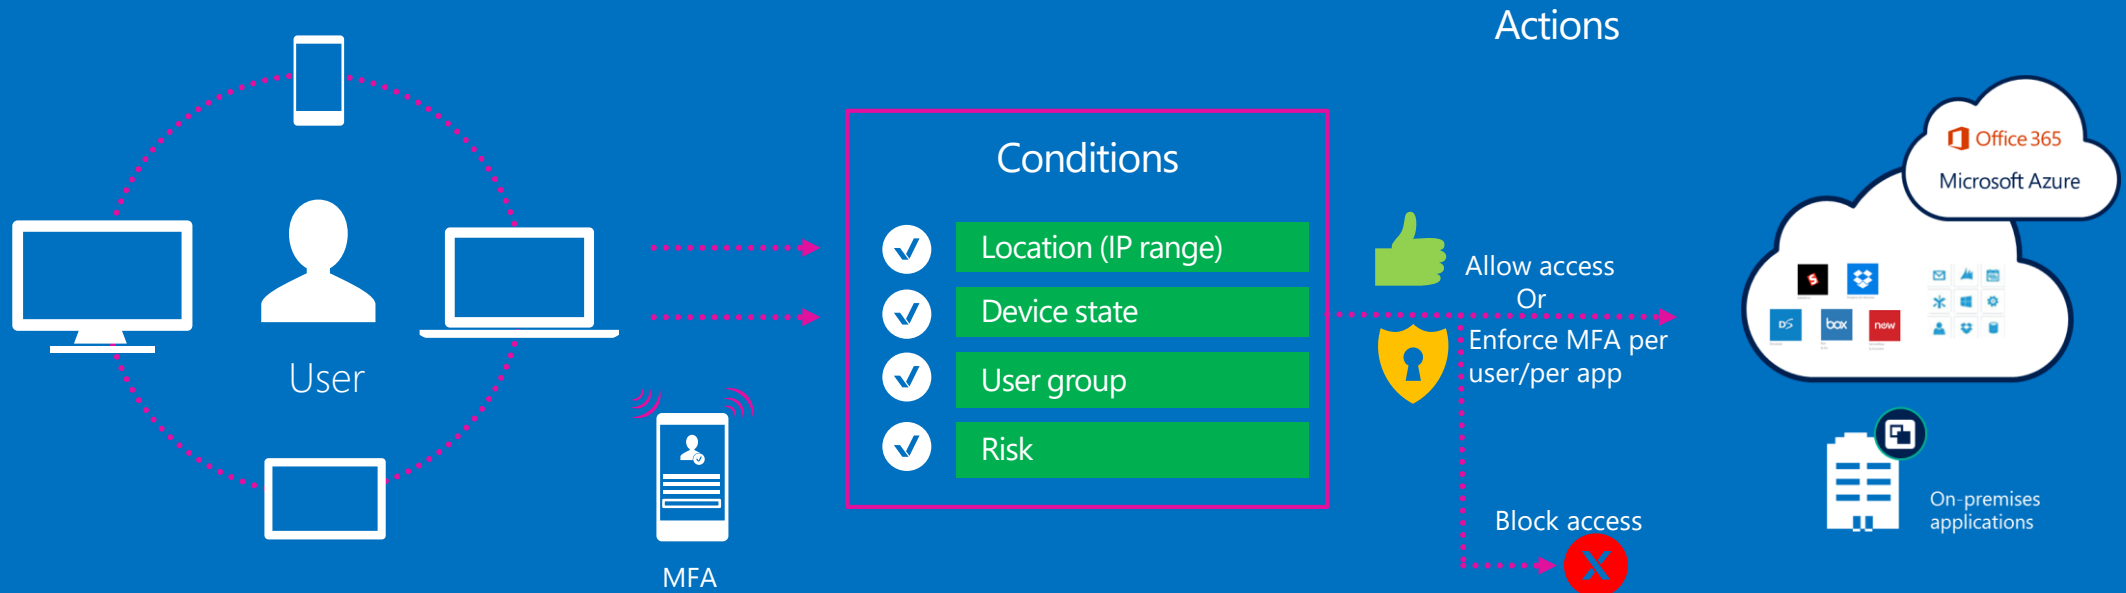 Actions
User
MFA
Conditions
Location (IP range)
Device state
User group
Risk
Allow access
Or
Enforce MFA per
user/per app
Block access
Office 365
Microsoft Azure
S
DS
box
now
On-premises
applications